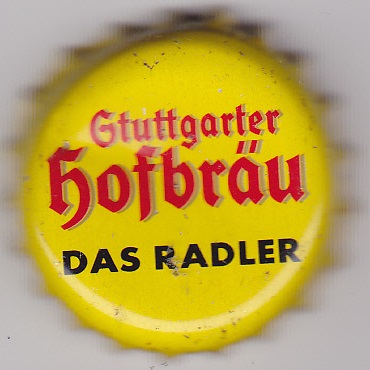 Stuttgarter
Hofbräu
DAS RADLER